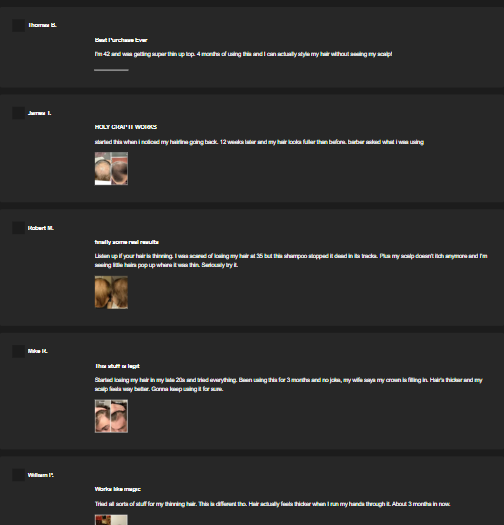 Thomas B.
Best Purchase Ever
I'm 42 and was getting super thin up top. 4 months of using this and I can actually style my hair without seeing my scalp!
James T.
HOLY CRAP IT WORKS
started this when i noticed my hairline going back. 12 weeks later and my hair looks fuller than before. barber asked what i was using
Robert M.
finally some real results
Listen up if your hair is thinning. I was scared of losing my hair at 35 but this shampoo stopped it dead in its tracks. Plus my scalp doesn't itch anymore and I'm
seeing little hairs pop up where it was thin. Seriously try it.
Mike R.
This stuff is legit
Started losing my hair in my late 20s and tried everything. Been using this for 3 months and no joke, my wife says my crown is filling in. Hair's thicker and my
scalp feels way better. Gonna keep using it for sure.
William P.
Works like magic
Tried all sorts of stuff for my thinning hair. This is different tho. Hair actually feels thicker when I run my hands through it. About 3 months in now.